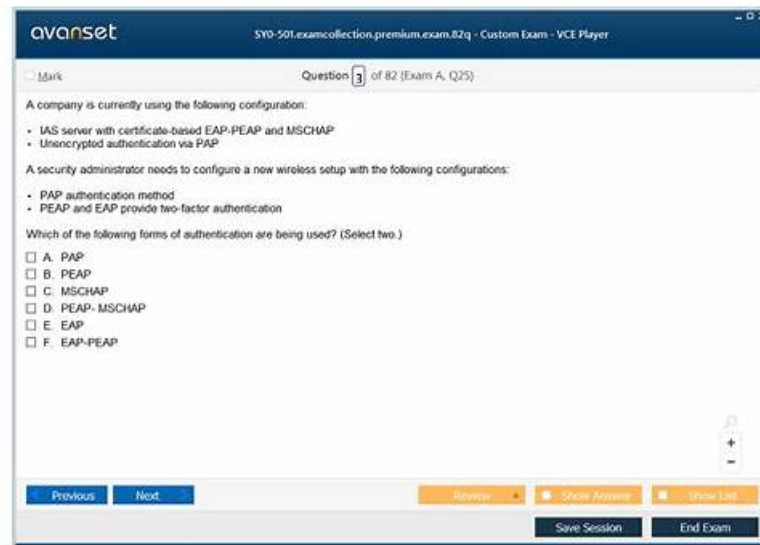 avanset
SY0-501.examcollection.premium.exam.82q - Custom Exam - VCE Player
Mark
Question 3 of 82 (Exam A, Q25)
A company is currently using the following configuration:
• IAS server with certificate-based EAP-PEAP and MSCHAP
• Unencrypted authentication via PAP
A security administrator needs to configure a new wireless setup with the following configurations:
• PAP authentication method
• PEAP and EAP provide two-factor authentication
Which of the following forms of authentication are being used? (Select two.)
A. PAP
B. PEAP
C. MSCHAP
D. PEAP- MSCHAP
E. EAP
F. EAP-PEAP
Previous Next Review Show Answer Show List
Save Session End Exam